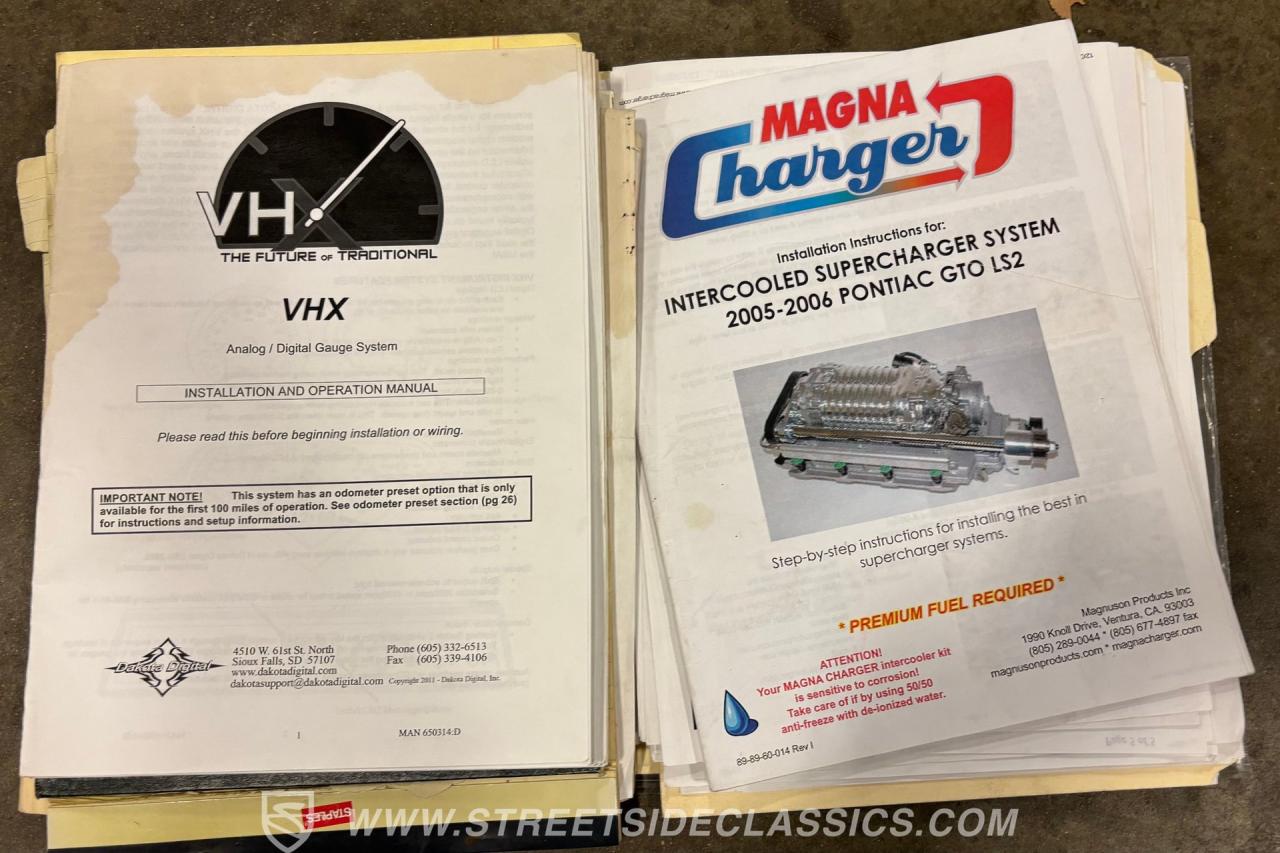 VHX
THE FUTURE OF TRADITIONAL
VHX
Analog / Digital Gauge System
INSTALLATION AND OPERATION MANUAL
Please read this before beginning installation or wiring.
IMPORTANT NOTE! This system has an odometer preset option that is only
available for the first 100 miles of operation. See odometer preset section (pg 26)
for instructions and setup information.
Dakota Digital
4510 W. 61st St. North
Sioux Falls, SD 57107
www.dakotadigital.com
dakotasupport@dakotadigital.com
Phone (605) 332-6513
Fax (605) 339-4106
Copyright 2011 - Dakota Digital, Inc.
1
MAN 650314:D
STAPLES
MAGNA
Charger
Installation Instructions for:
INTERCOOLED SUPERCHARGER SYSTEM
2005-2006 PONTIAC GTO LS2
Step-by-step instructions for installing the best in
supercharger systems.
* PREMIUM FUEL REQUIRED *
ATTENTION!
Your MAGNA CHARGER intercooler kit
is sensitive to corrosion!
Take care of if by using 50/50
anti-freeze with de-ionized water.
Magnuson Products Inc
1990 Knoll Drive, Ventura, CA. 93003
(805) 289-0044 * (805) 677-4897 fax
magnusonproducts.com * magnacharger.com
89-89-60-014 Rev I
Page 5 of 5
WWW.STREETSIDECLASSICS.COM